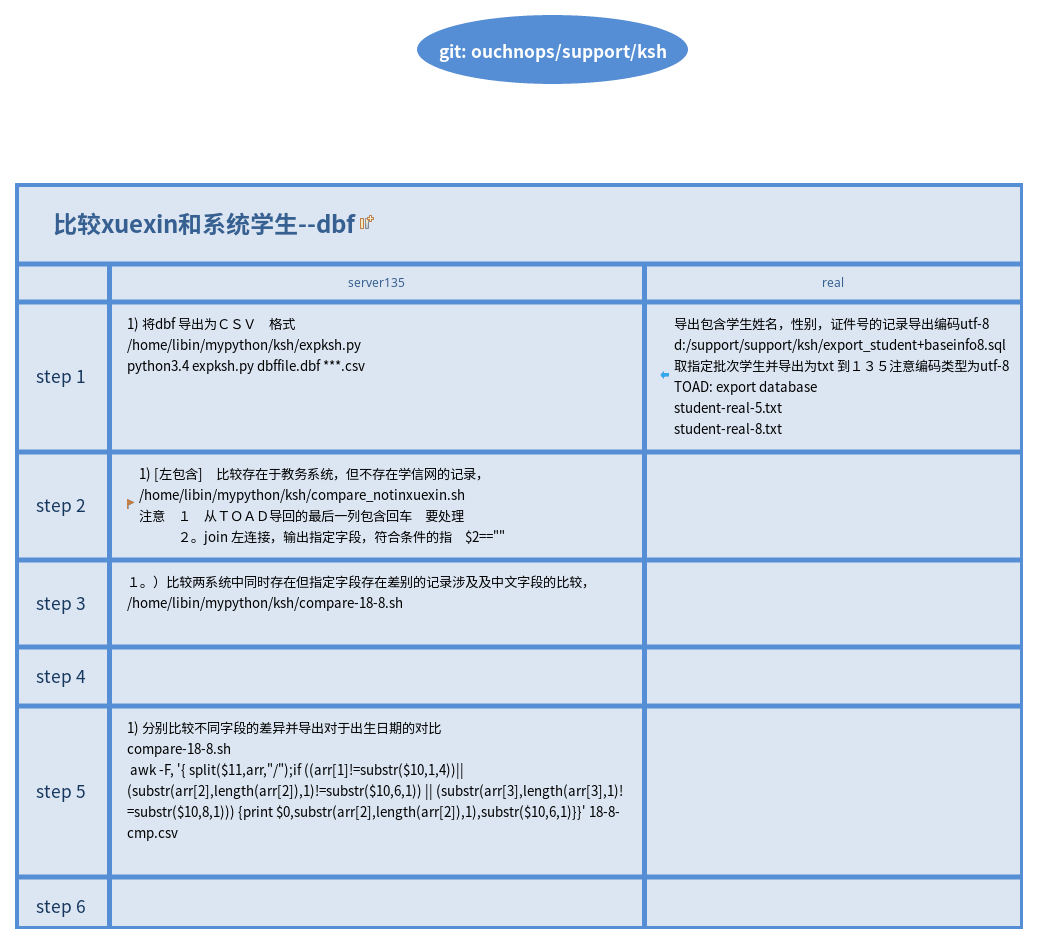 git: ouchnops/support/ksh
比较xuexin和系统学生--dbf
server135
real
step 1
1) 将dbf 导出为ＣＳＶ　格式
/home/libin/mypython/ksh/expksh.py
python3.4 expksh.py dbffile.dbf ***.csv
导出包含学生姓名，性别，证件号的记录导出编码utf-8
d:/support/support/ksh/export_student+baseinfo8.sql
取指定批次学生并导出为txt 到１３５注意编码类型为utf-8
TOAD: export database
student-real-5.txt
student-real-8.txt
step 2
1) [左包含]　比较存在于教务系统，但不存在学信网的记录，
/home/libin/mypython/ksh/compare_notinxuexin.sh
注意　１　从ＴＯＡＤ导回的最后一列包含回车　要处理
２。join 左连接，输出指定字段，符合条件的指　$2==""
step 3
１。）比较两系统中同时存在但指定字段存在差别的记录涉及及中文字段的比较，
/home/libin/mypython/ksh/compare-18-8.sh
step 4
step 5
1) 分别比较不同字段的差异并导出对于出生日期的对比
compare-18-8.sh
awk -F, '{ split($11,arr,"/");if ((arr[1]!=substr($10,1,4))||
(substr(arr[2],length(arr[2]),1)!=substr($10,6,1)) || (substr(arr[3],length(arr[3],1)!
=substr($10,8,1))) {print $0,substr(arr[2],length(arr[2]),1),substr($10,6,1)}}' 18-8-
cmp.csv
step 6